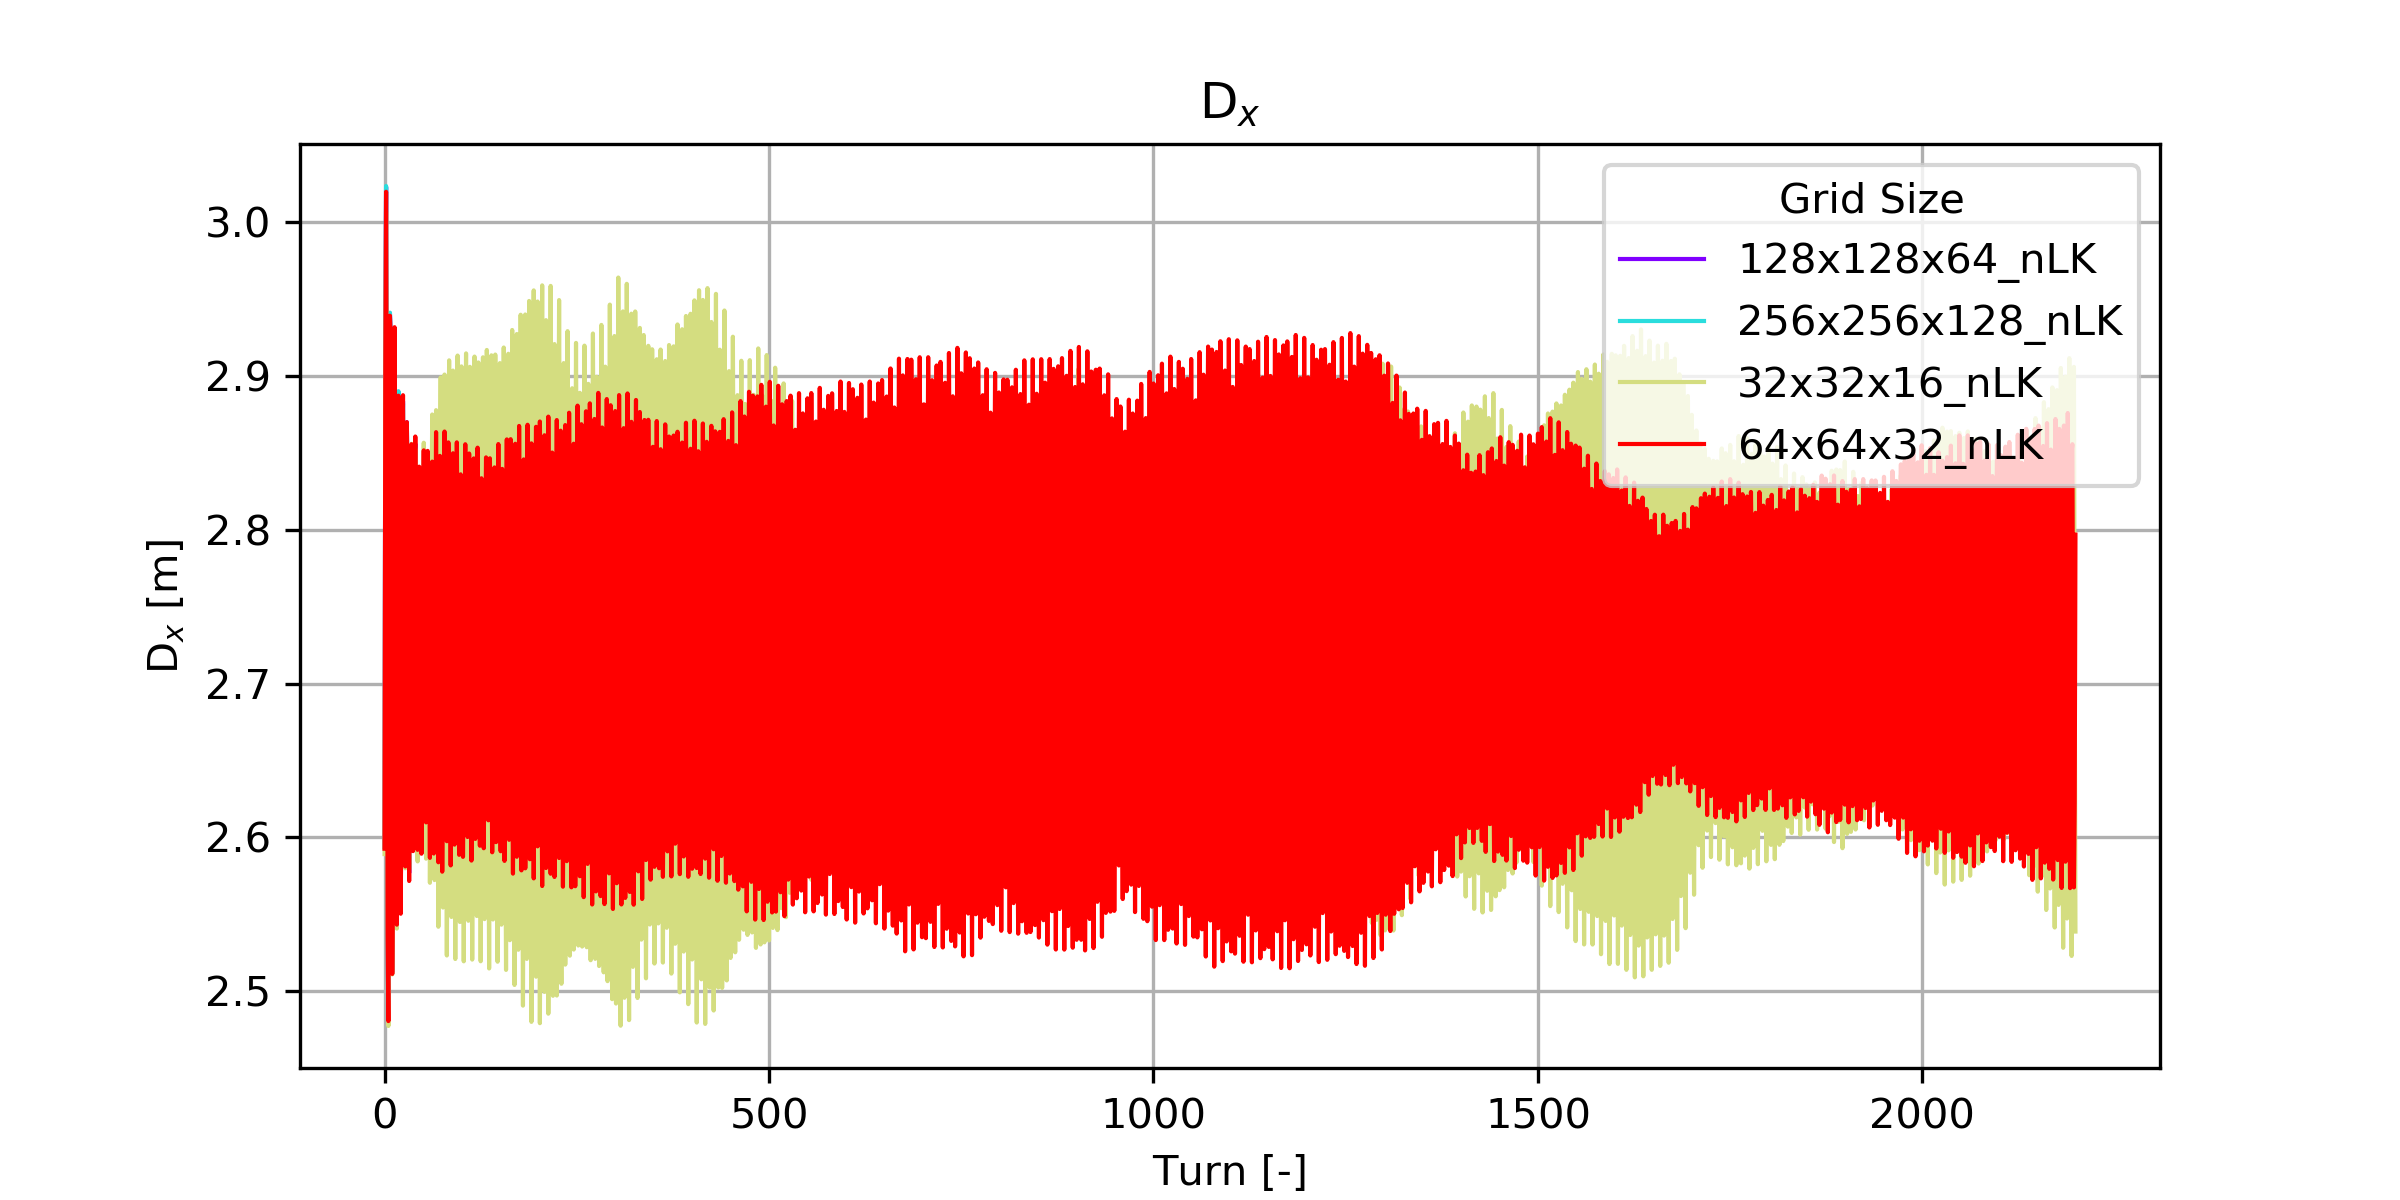 Dₓ
Grid Size
128x128x64_nLK
256x256x128_nLK
32x32x16_nLK
64x64x32_nLK
3.0
2.9
2.8
2.7
2.6
2.5
Dₓ [m]
0 500 1000 1500 2000
Turn [-]